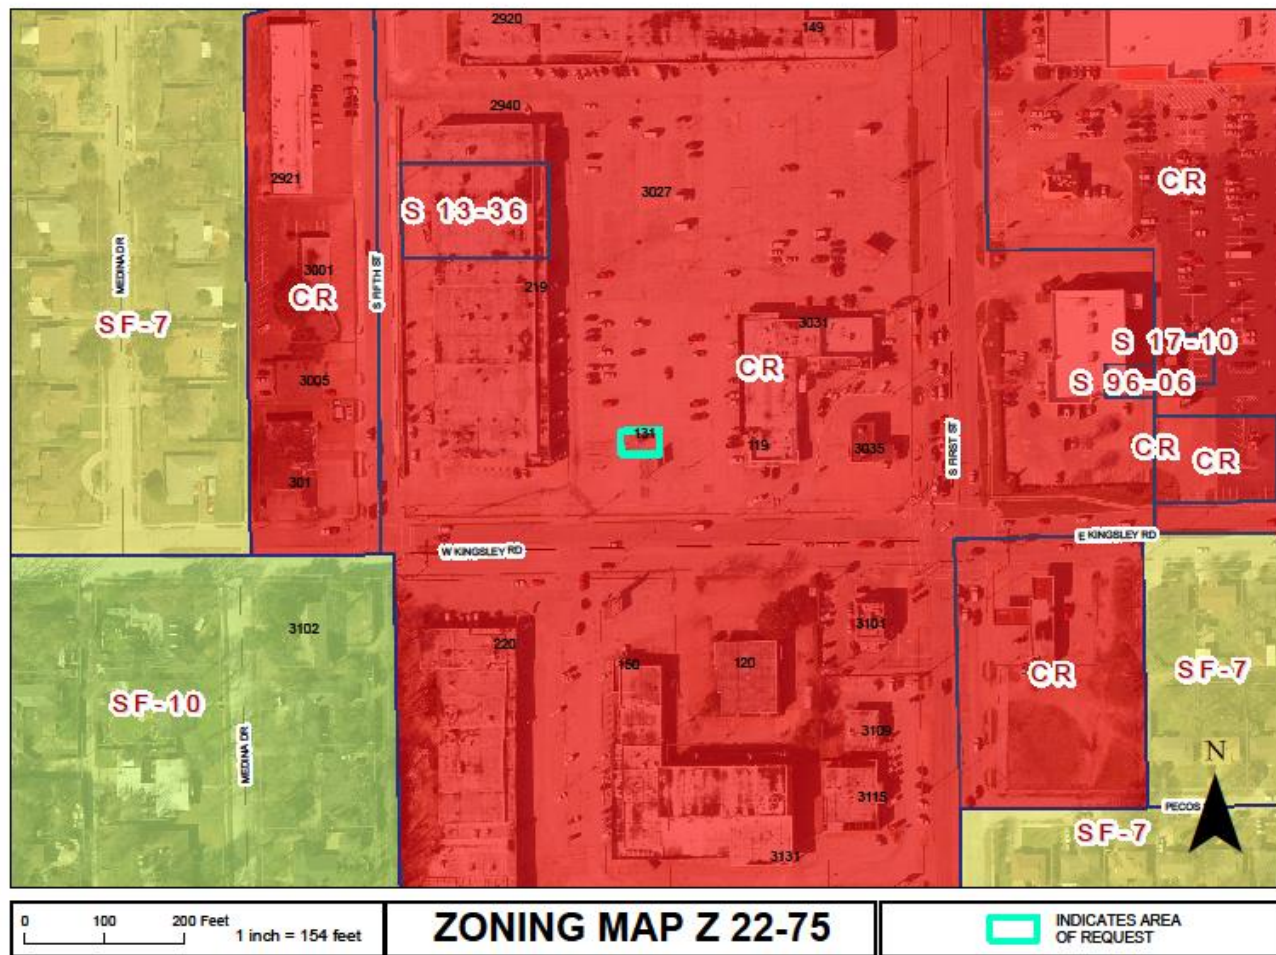 2920
149
2940
2921
3027
CR
S 13-36
S FIFTH ST
MEDINA DR
3001
CR
219
SF-7
3031
S 17-10
CR
S 96-06
3005
131
119
3035
S FIRST ST
CR
CR
301
W KINGSLEY RD
E KINGSLEY RD
3102
3101
220
160
120
CR
SF-7
SF-10
3109
MEDINA DR
N
3115
PECOS
SF-7
3131
0 100 200 Feet
1 inch = 154 feet
ZONING MAP Z 22-75
INDICATES AREA
OF REQUEST